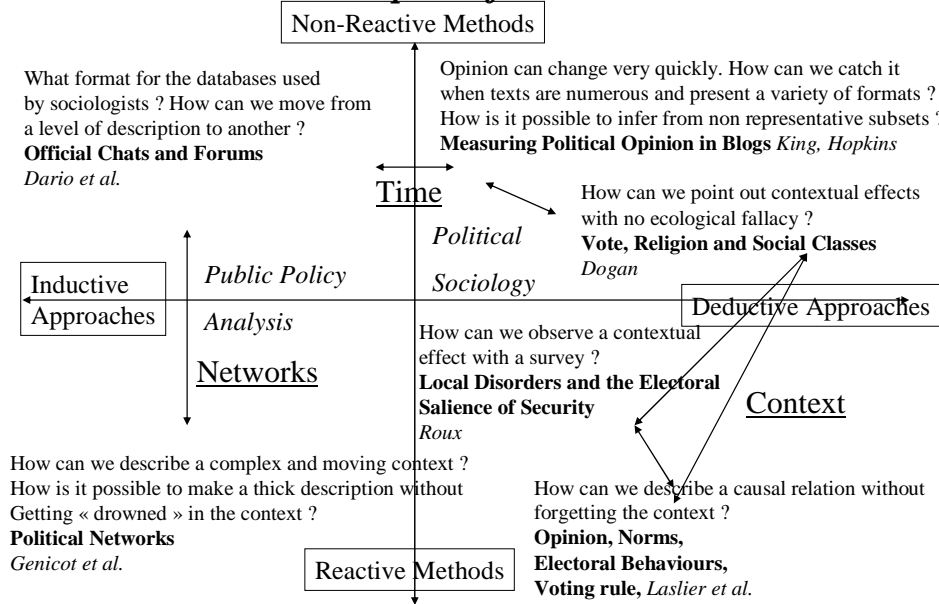 Non-Reactive Methods
What format for the databases used
by sociologists ? How can we move from
a level of description to another ?
Official Chats and Forums
Dario et al.
Opinion can change very quickly. How can we catch it
when texts are numerous and present a variety of formats ?
How is it possible to infer from non representative subsets ?
Measuring Political Opinion in Blogs King, Hopkins
Time
How can we point out contextual effects
with no ecological fallacy ?
Vote, Religion and Social Classes
Dogan
Political
Sociology
Public Policy
Analysis
Inductive
Approaches
Deductive Approaches
Networks
How can we observe a contextual
effect with a survey ?
Local Disorders and the Electoral
Salience of Security
Roux
Context
How can we describe a complex and moving context ?
How is it possible to make a thick description without
Getting « drowned » in the context ?
Political Networks
Genicot et al.
How can we describe a causal relation without
forgetting the context ?
Opinion, Norms,
Electoral Behaviours,
Voting rule, Laslier et al.
Reactive Methods